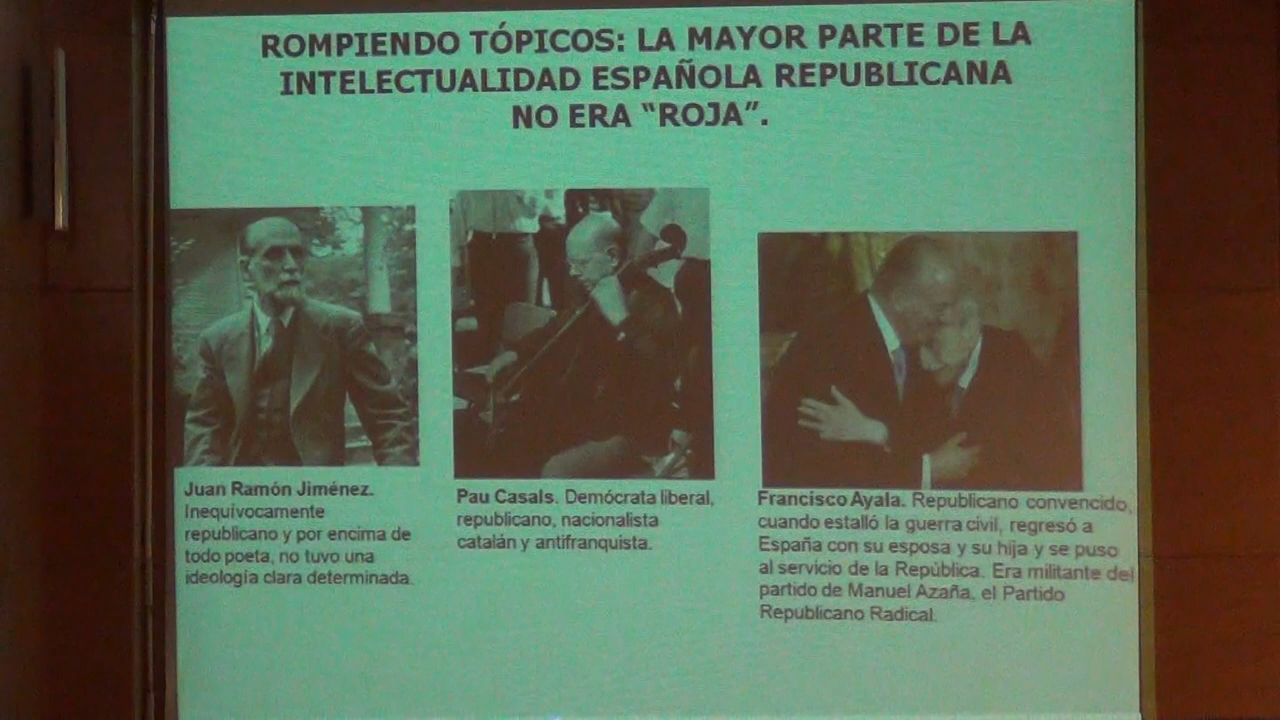 ROMPIENDO TÓPICOS: LA MAYOR PARTE DE LA
INTELECTUALIDAD ESPAÑOLA REPUBLICANA
NO ERA “ROJA”.
Juan Ramón Jiménez.
Inequívocamente
republicano y por encima de
todo poeta, no tuvo una
ideología clara determinada.
Pau Casals. Demócrata liberal,
republicano, nacionalista
catalán y antifranquista.
Francisco Ayala. Republicano convencido,
cuando estalló la guerra civil, regresó a
España con su esposa y su hija y se puso
al servicio de la República. Era militante del
partido de Manuel Azaña, el Partido
Republicano Radical.